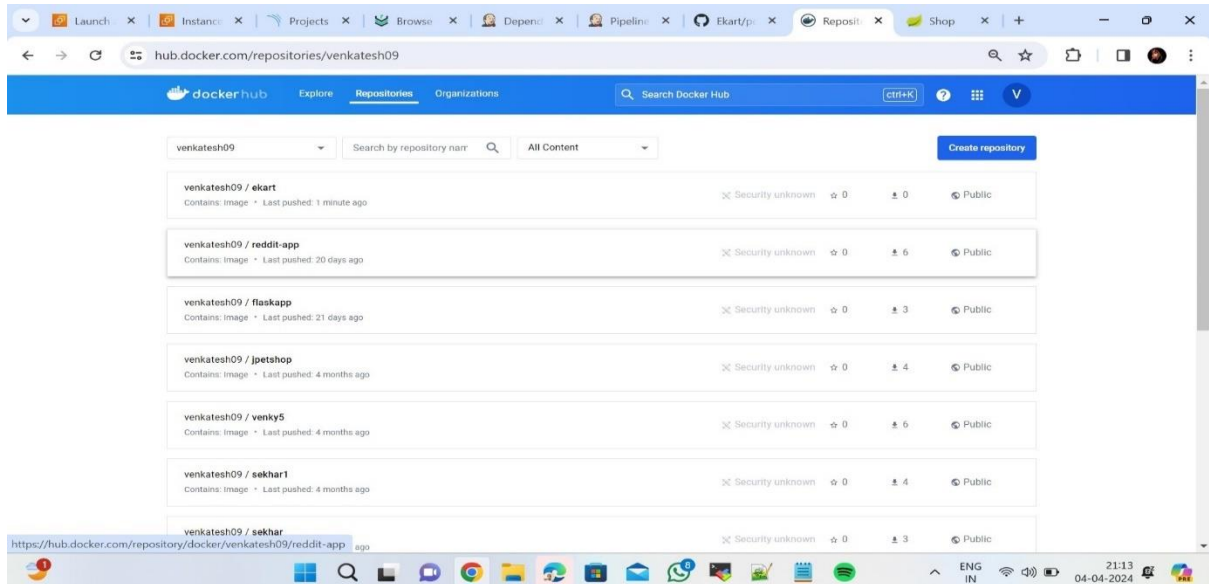 Launch
Instance
Projects
Browse
Depend
Pipeline
Ekart/p
Reposit
Shop
hub.docker.com/repositories/venkatesh09
dockerhub
Explore
Repositories
Organizations
Search Docker Hub
ctrl+K
V
venkatesh09
Search by repository nam
All Content
Create repository
venkatesh09 / ekart
Contains: Image • Last pushed: 1 minute ago
Security unknown
0
0
Public
venkatesh09 / reddit-app
Contains: Image • Last pushed: 20 days ago
Security unknown
0
6
Public
venkatesh09 / flaskapp
Contains: Image • Last pushed: 21 days ago
Security unknown
0
3
Public
venkatesh09 / jpetshop
Contains: Image • Last pushed: 4 months ago
Security unknown
0
4
Public
venkatesh09 / venky5
Contains: Image • Last pushed: 4 months ago
Security unknown
0
6
Public
venkatesh09 / sekhar1
Contains: Image • Last pushed: 4 months ago
Security unknown
0
4
Public
venkatesh09 / sekhar
ago
Security unknown
0
3
Public
https://hub.docker.com/repository/docker/venkatesh09/reddit-app
1
8
ENG
IN
21:13
04-04-2024
PRE